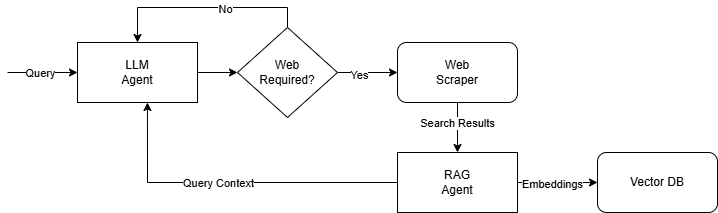 No
Query
LLM
Agent
Web
Required?
Yes
Web
Scraper
Search Results
Query Context
RAG
Agent
Embeddings
Vector DB